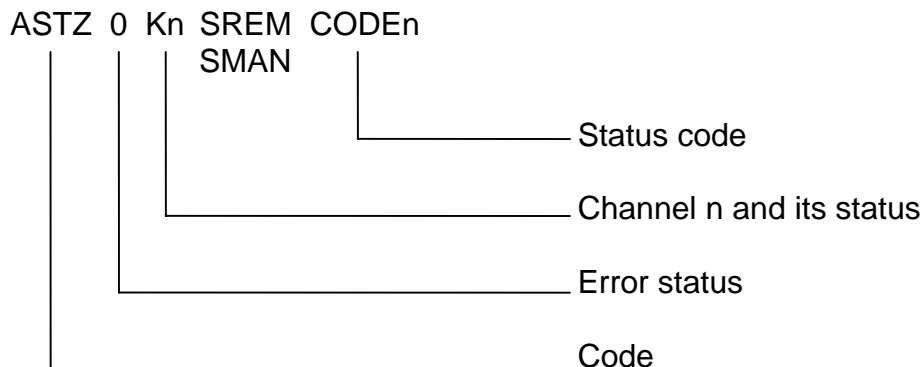 ASTZ 0 Kn SREM CODEn
SMAN
Status code
Channel n and its status
Error status
Code